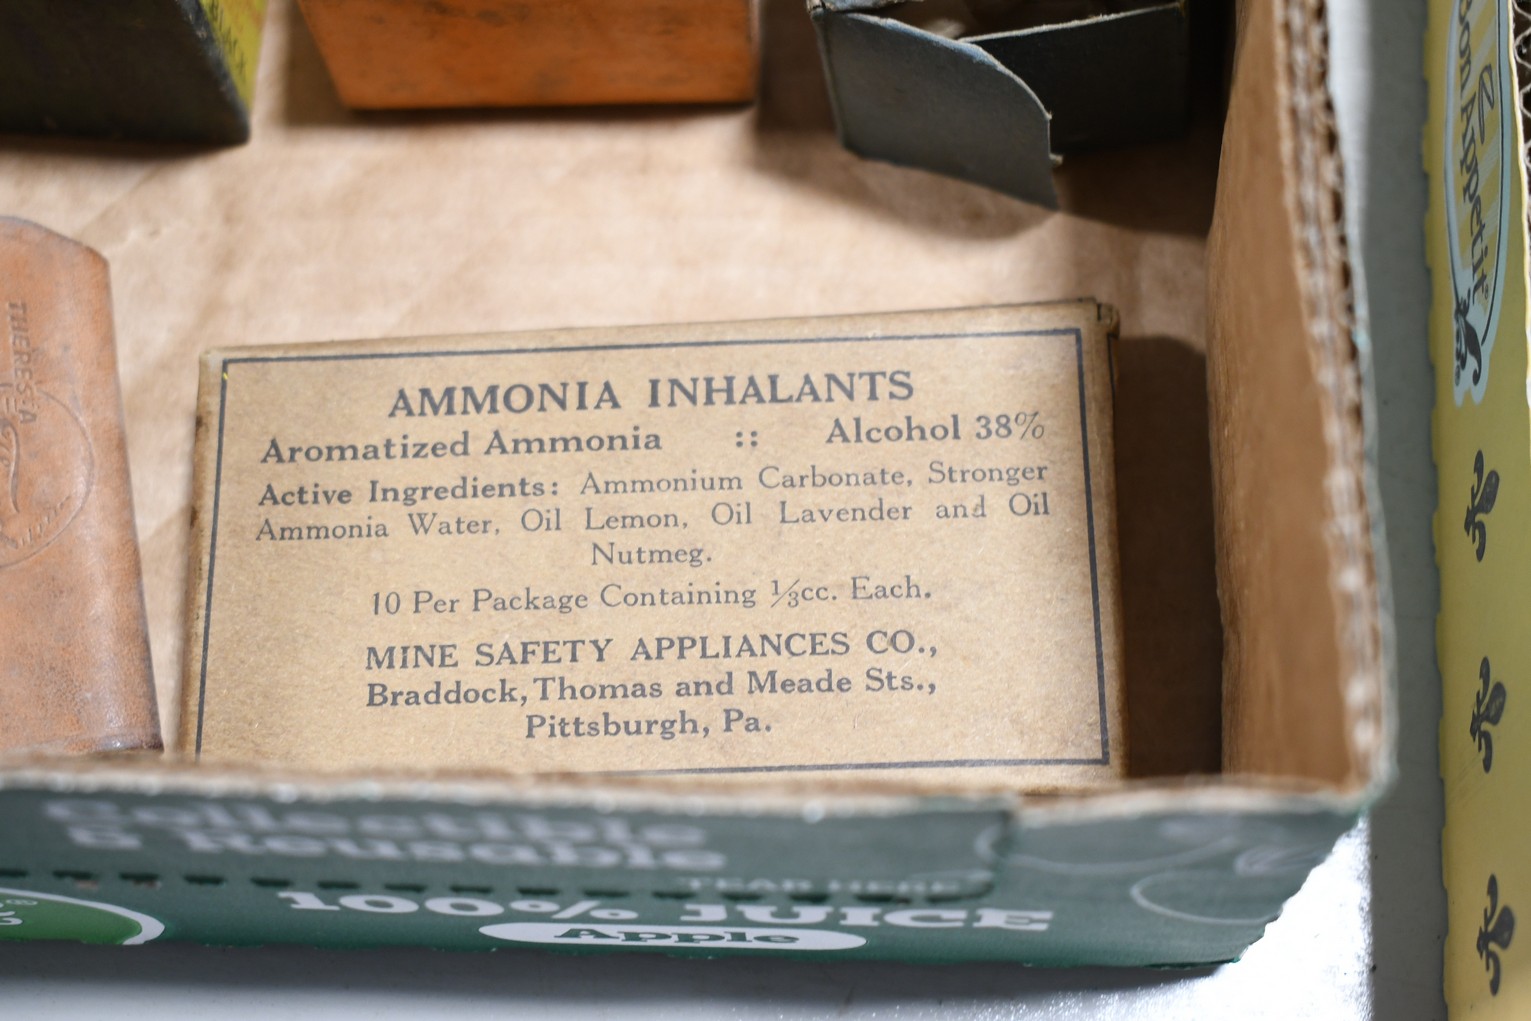 BLACK
Bon Appetit
THERESA
AMMONIA INHALANTS
Aromatized Ammonia :: Alcohol 38%
Active Ingredients: Ammonium Carbonate, Stronger
Ammonia Water, Oil Lemon, Oil Lavender and Oil
Nutmeg.
10 Per Package Containing ⅓cc. Each.
MINE SAFETY APPLIANCES CO.,
Braddock, Thomas and Meade Sts.,
Pittsburgh, Pa.
Collectible
& Reusable
TEAR HERE
100% JUICE
Apple